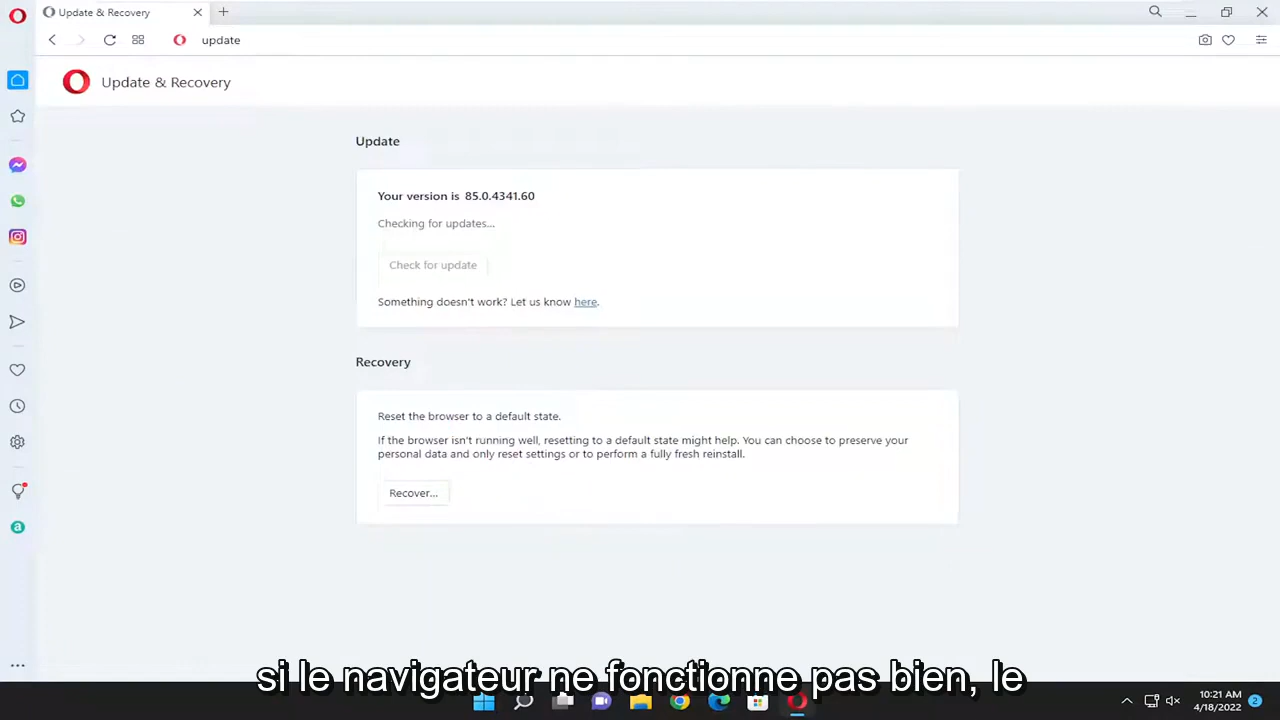 Update & Recovery
update
Update & Recovery
Update
Your version is 85.0.4341.60
Checking for updates...
Check for update
Something doesn't work? Let us know here.
Recovery
Reset the browser to a default state.
If the browser isn't running well, resetting to a default state might help. You can choose to preserve your
personal data and only reset settings or to perform a fully fresh reinstall.
Recover...
si le navigateur ne fonctionne pas bien, le
10:21 AM
4/18/2022
2